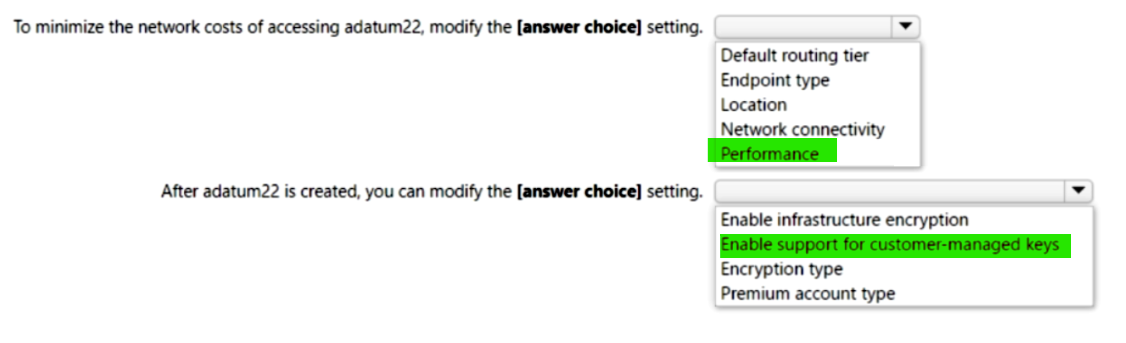 To minimize the network costs of accessing adatum22, modify the [answer choice] setting.
Default routing tier
Endpoint type
Location
Network connectivity
Performance
After adatum22 is created, you can modify the [answer choice] setting.
Enable infrastructure encryption
Enable support for customer-managed keys
Encryption type
Premium account type